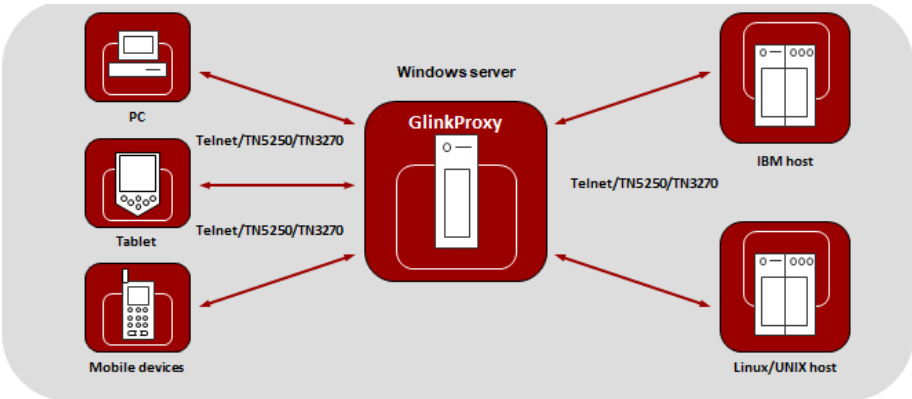 Windows server
PC
GlinkProxy
Telnet/TN5250/TN3270
IBM host
Telnet/TN5250/TN3270
Tablet
Telnet/TN5250/TN3270
Mobile devices
Linux/UNIX host